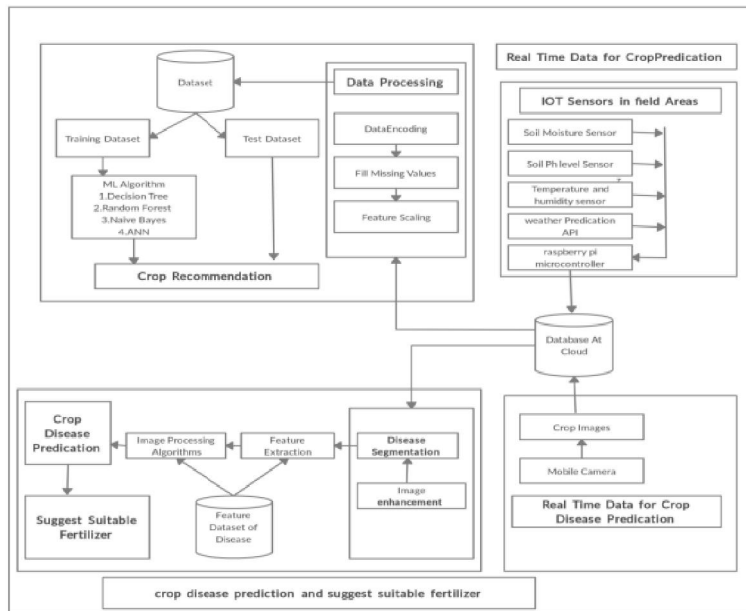 Dataset
Data Processing
Training Dataset
Test Dataset
DataEncoding
Fill Missing Values
Feature Scaling
ML Algorithm
1.Decision Tree
2.Random Forest
3.Naive Bayes
4.ANN
Crop Recommendation
Real Time Data for CropPredication
IOT Sensors in field Areas
Soil Moisture Sensor
Soil Ph level Sensor
Temperature and
humidity sensor
weather Predication
API
raspberry pi
microcontroller
Database At
Cloud
Crop
Disease
Predication
Image Processing
Algorithms
Feature
Extraction
Disease
Segmentation
Image
enhancement
Suggest Suitable
Fertilizer
Feature
Dataset of
Disease
Crop Images
Mobile Camera
Real Time Data for Crop
Disease Predication
crop disease prediction and suggest suitable fertilizer